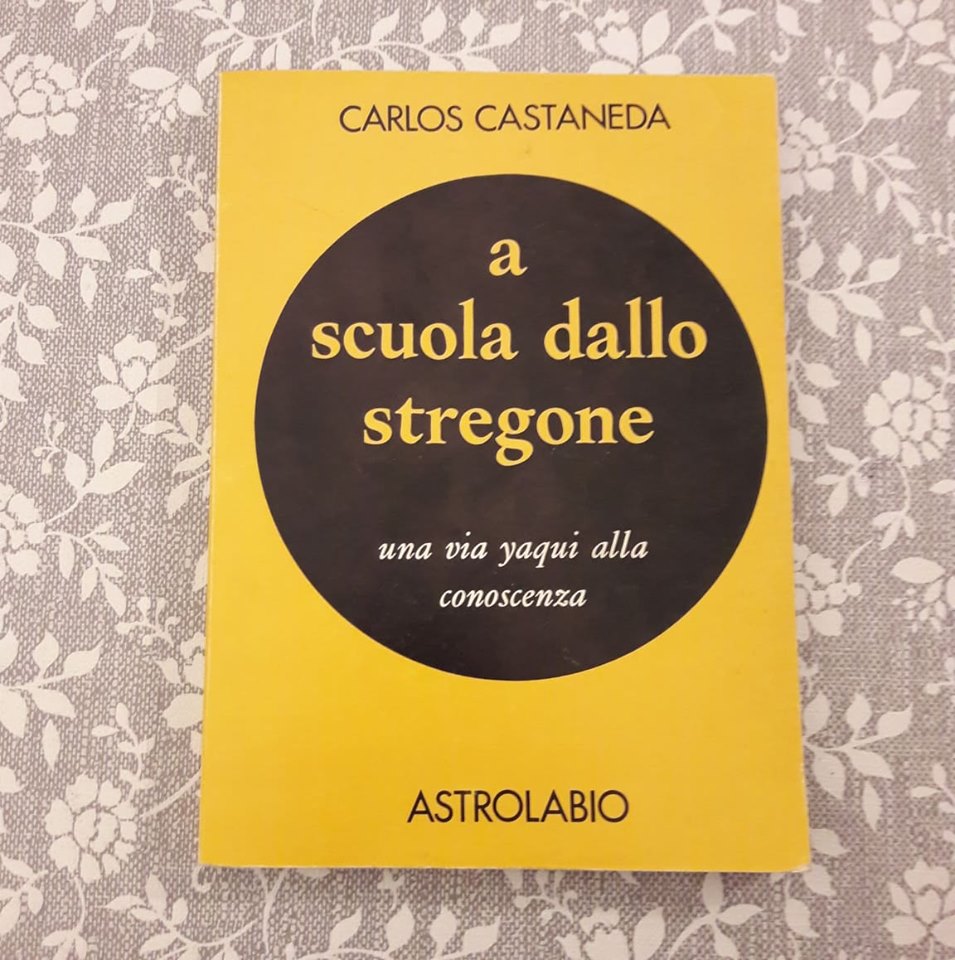 CARLOS CASTANEDA
a
scuola dallo
stregone
una via yaqui alla
conoscenza
ASTROLABIO